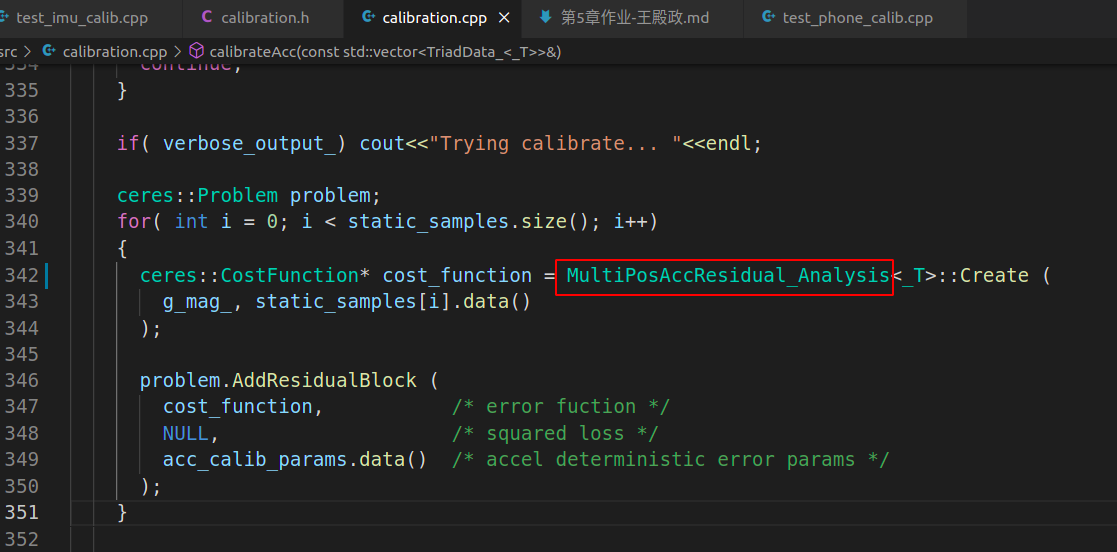 test_imu_calib.cpp
calibration.h
calibration.cpp
第5章作业-王殿政.md
test_phone_calib.cpp
src > calibration.cpp > calibrateAcc(const std::vector<TriadData_<_T>>&)
334 continue;
335 }
336
337 if( verbose_output_) cout<<"Trying calibrate... "<<endl;
338
339 ceres::Problem problem;
340 for( int i = 0; i < static_samples.size(); i++)
341 {
342 ceres::CostFunction* cost_function = MultiPosAccResidual_Analysis<_T>::Create (
343 g_mag_, static_samples[i].data()
344 );
345
346 problem.AddResidualBlock (
347 cost_function, /* error fuction */
348 NULL, /* squared loss */
349 acc_calib_params.data() /* accel deterministic error params */
350 );
351 }
352